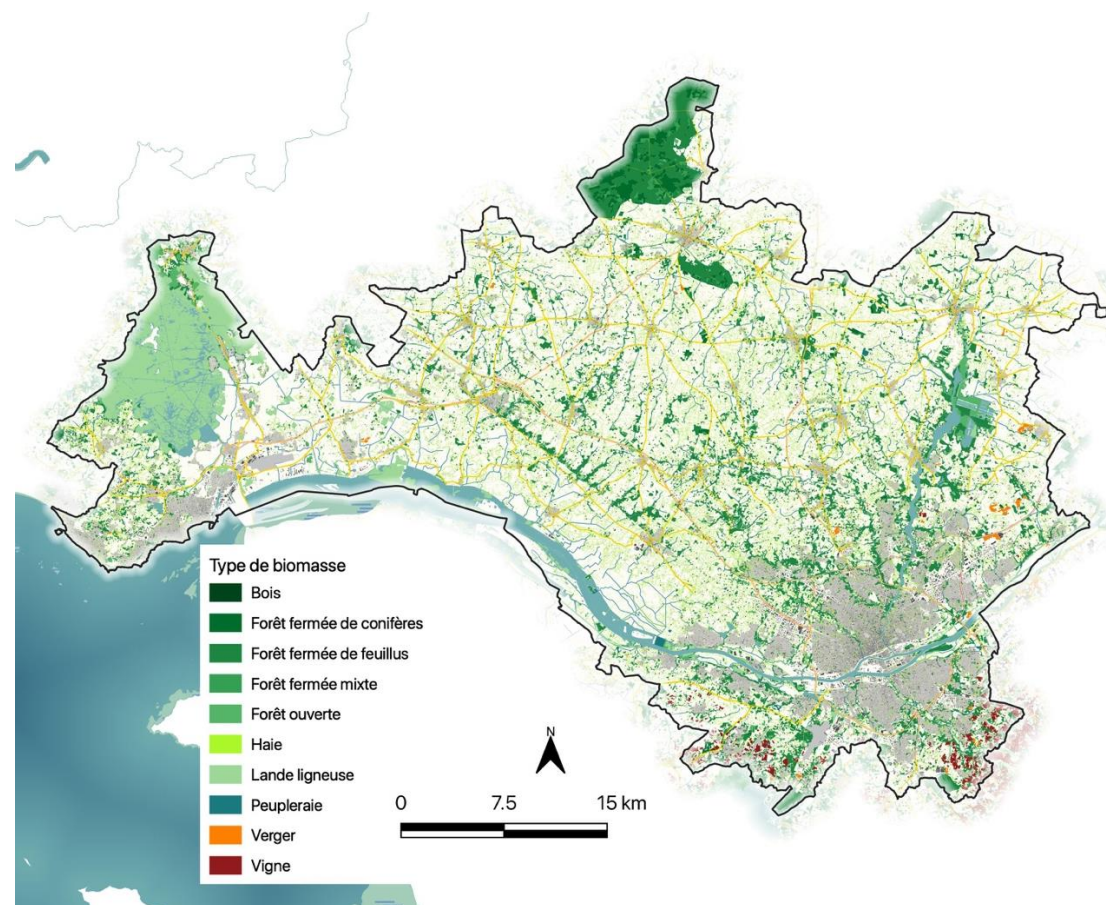 Type de biomasse
Bois
Forêt fermée de conifères
Forêt fermée de feuillus
Forêt fermée mixte
Forêt ouverte
Haie
Lande ligneuse
Peupleraie
Verger
Vigne
N
0 7.5 15 km